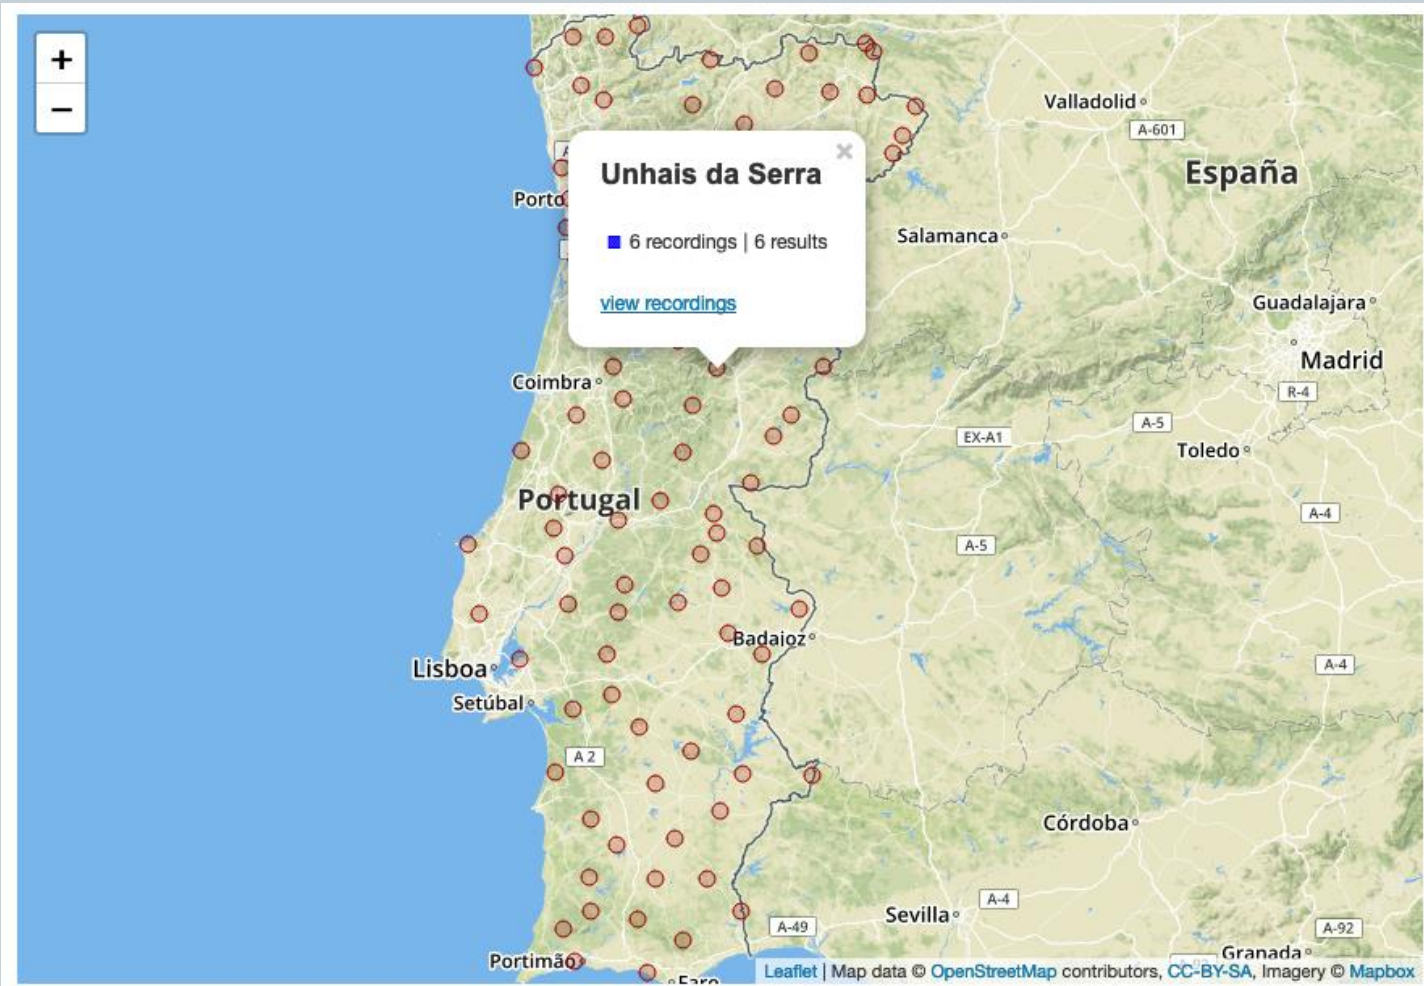 +
−
Valladolid
A-601
A
×
Unhais da Serra
España
Porto
6 recordings | 6 results
Salamanca
view recordings
Guadalajara
Madrid
Coimbra
R-4
A-5
EX-A1
Toledo
Portugal
A-4
A-5
Badajoz
A-4
Lisboa
Setúbal
A 2
Córdoba
A-4
Sevilla
A-49
A-92
Granada
Portimão
Leaflet | Map data © OpenStreetMap contributors, CC-BY-SA, Imagery © Mapbox
Faro